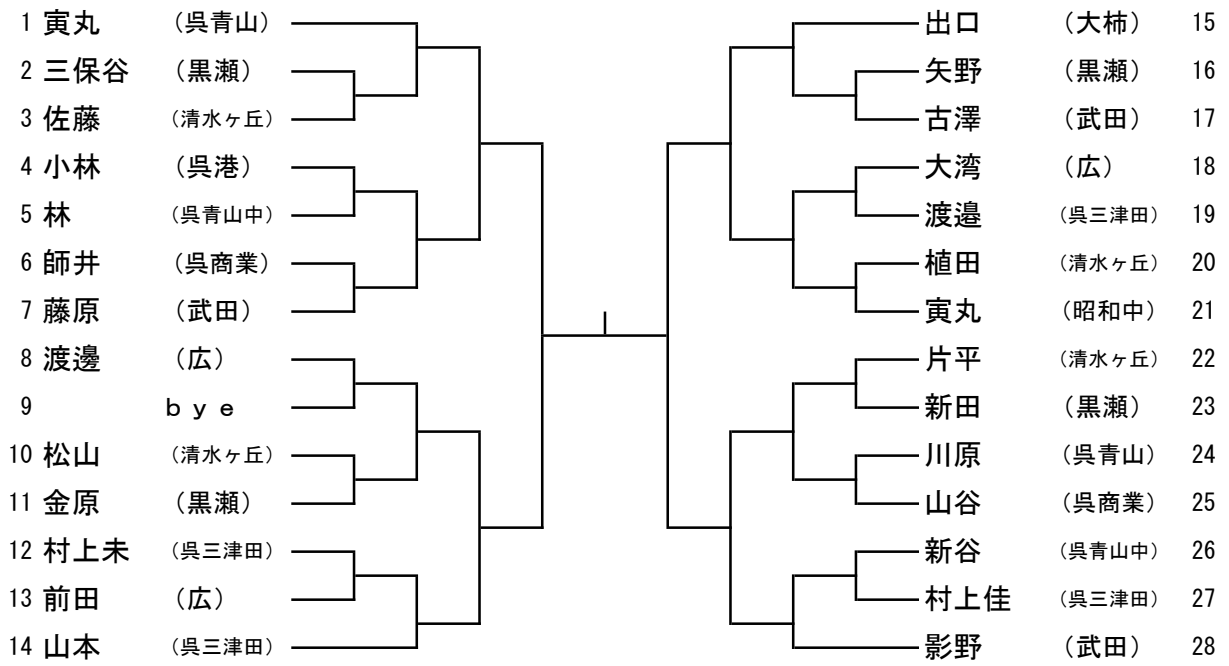 1 寅丸 （呉青山） 出口 （大柿） 15
2 三保谷 （黒瀬） 矢野 （黒瀬） 16
3 佐藤 （清水ヶ丘） 古澤 （武田） 17
4 小林 （呉港） 大湾 （広） 18
5 林 （呉青山中） 渡邉 （呉三津田） 19
6 師井 （呉商業） 植田 （清水ヶ丘） 20
7 藤原 （武田） 寅丸 （昭和中） 21
8 渡邊 （広） 片平 （清水ヶ丘） 22
9 ｂｙｅ 新田 （黒瀬） 23
10 松山 （清水ヶ丘） 川原 （呉青山） 24
11 金原 （黒瀬） 山谷 （呉商業） 25
12 村上未 （呉三津田） 新谷 （呉青山中） 26
13 前田 （広） 村上佳 （呉三津田） 27
14 山本 （呉三津田） 影野 （武田） 28